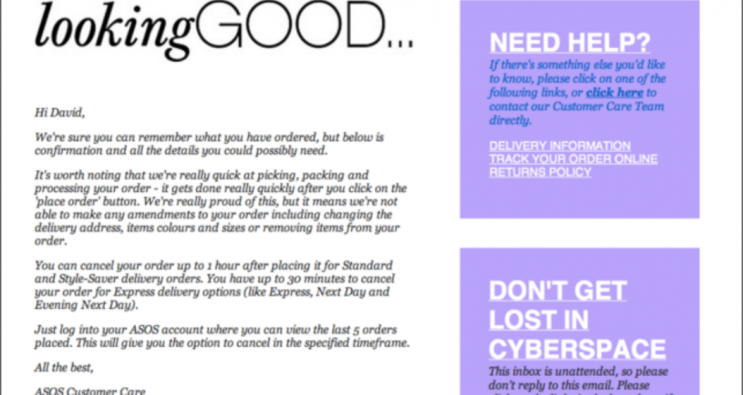 lookingGOOD...
Hi David,
We're sure you can remember what you have ordered, but below is
confirmation and all the details you could possibly need.
It's worth noting that we're really quick at picking, packing and
processing your order - it gets done really quickly after you click on the
'place order' button. We're really proud of this, but it means we're not
able to make any amendments to your order including changing the
delivery address, items colours and sizes or removing items from your
order.
You can cancel your order up to 1 hour after placing it for Standard
and Style-Saver delivery orders. You have up to 30 minutes to cancel
your order for Express delivery options (like Express, Next Day and
Evening Next Day).
Just log into your ASOS account where you can view the last 5 orders
placed. This will give you the option to cancel in the specified timeframe.
All the best,
ASOS Customer Care
NEED HELP?
If there's something else you'd like
to know, please click on one of the
following links, or click here to
contact our Customer Care Team
directly.
DELIVERY INFORMATION
TRACK YOUR ORDER ONLINE
RETURNS POLICY
DON'T GET
LOST IN
CYBERSPACE
This inbox is unattended, so please
don't reply to this email. Please